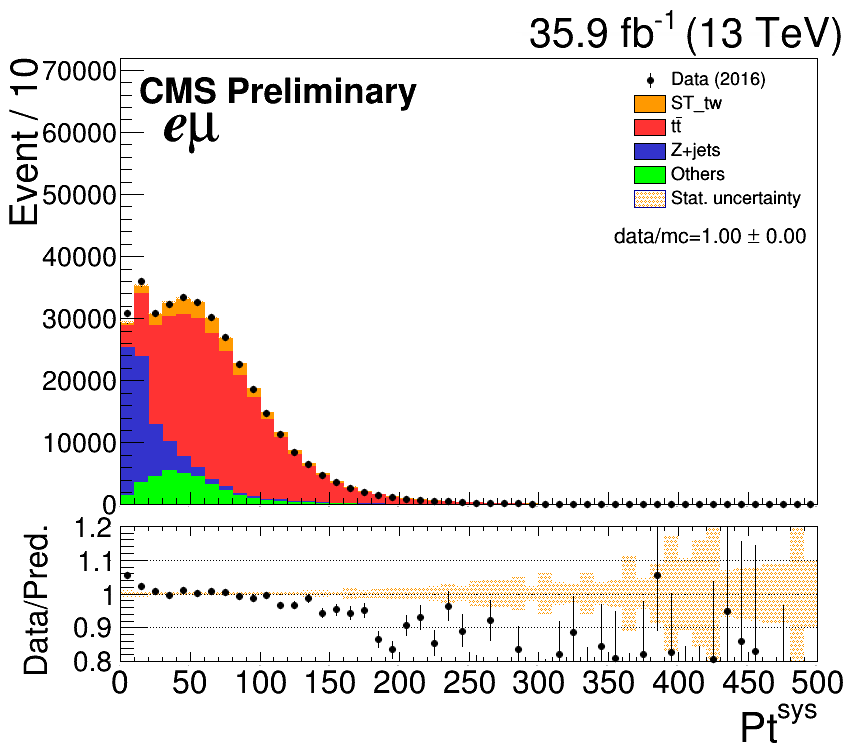 35.9 fb⁻¹ (13 TeV)
CMS Preliminary
eμ
Data (2016)
ST_tw
tt̄
Z+jets
Others
Stat. uncertainty
data/mc=1.00 ± 0.00
Event / 10
70000
60000
50000
40000
30000
20000
10000
0
Data/Pred.
1.2
1.1
1
0.9
0.8
0 50 100 150 200 250 300 350 400 450 500
Pt^sys